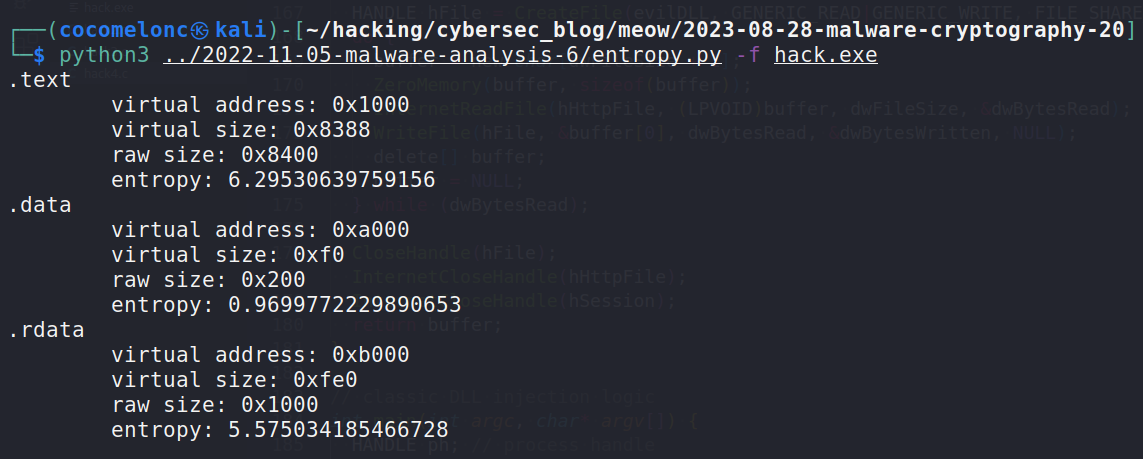 ┌──(cocomelonc㉿kali)-[~/hacking/cybersec_blog/meow/2023-08-28-malware-cryptography-20]
└─$ python3 ../2022-11-05-malware-analysis-6/entropy.py -f hack.exe
.text
virtual address: 0x1000
virtual size: 0x8388
raw size: 0x8400
entropy: 6.29530639759156
.data
virtual address: 0xa000
virtual size: 0xf0
raw size: 0x200
entropy: 0.9699772229890653
.rdata
virtual address: 0xb000
virtual size: 0xfe0
raw size: 0x1000
entropy: 5.575034185466728